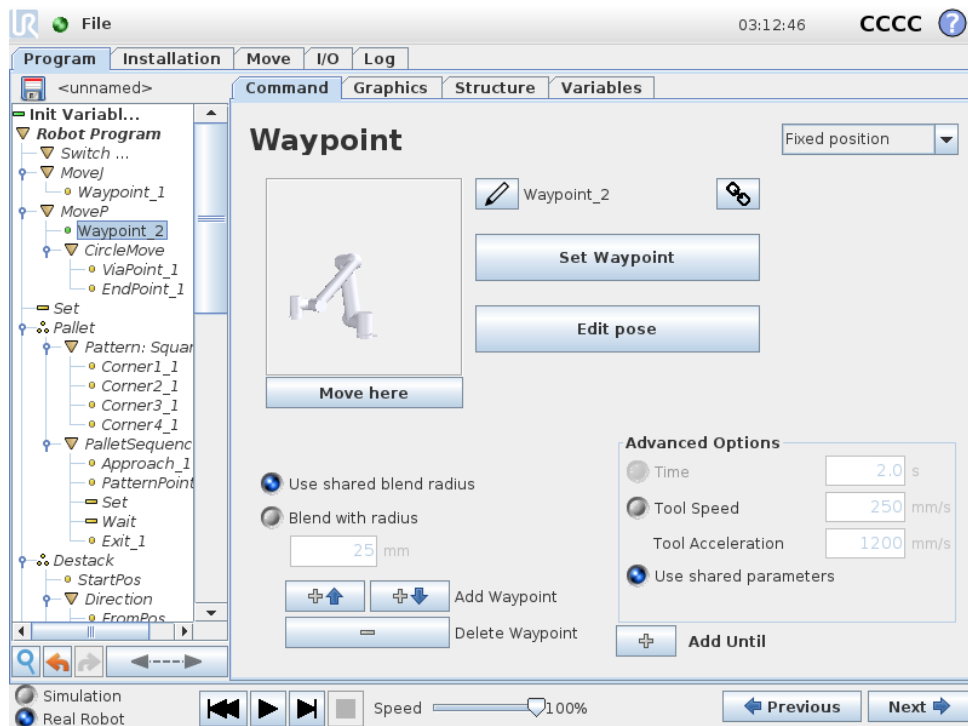 UR File 03:12:46 CCCC ?
Program Installation Move I/O Log
<unnamed> Command Graphics Structure Variables
Init Variabl...
Robot Program
Switch ...
MoveJ
Waypoint_1
MoveP
Waypoint_2
CircleMove
ViaPoint_1
EndPoint_1
Set
Pallet
Pattern: Squar
Corner1_1
Corner2_1
Corner3_1
Corner4_1
PalletSequenc
Approach_1
PatternPoint
Set
Wait
Exit_1
Destack
StartPos
Direction
FromPos
Waypoint Fixed position
Waypoint_2
Set Waypoint
Edit pose
Move here
Use shared blend radius
Blend with radius
25 mm
Add Waypoint
Delete Waypoint
Advanced Options
Time 2.0 s
Tool Speed 250 mm/s
Tool Acceleration 1200 mm/s
Use shared parameters
Add Until
Simulation
Real Robot
Speed 100%
Previous Next